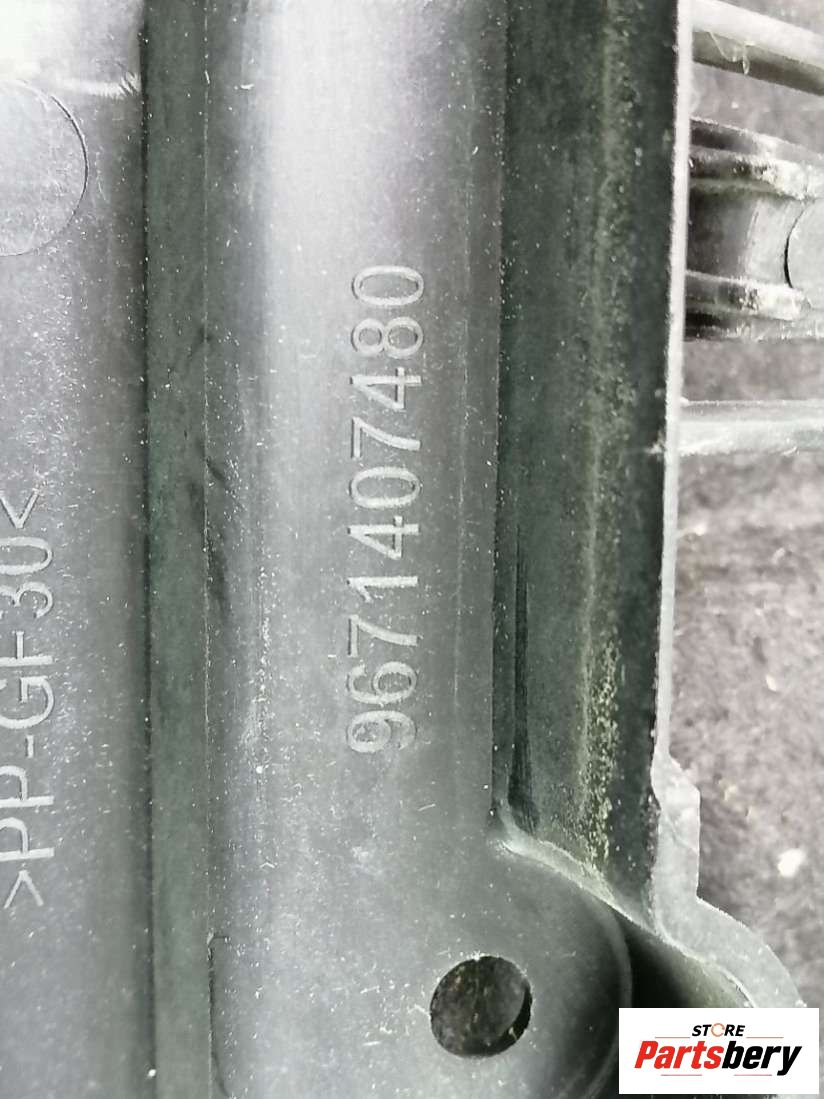 >PP-GF30<
9671407480
STORE
Partsbery